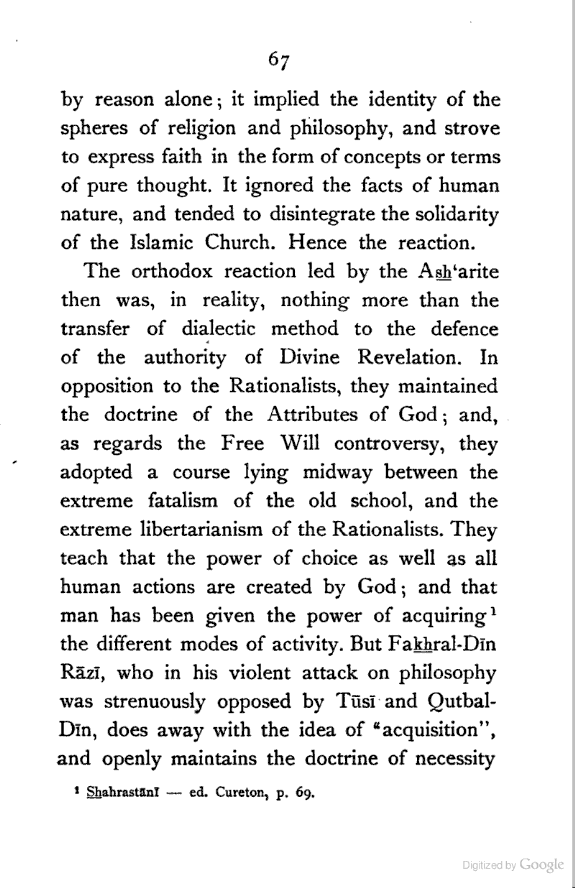 67
by reason alone; it implied the identity of the
spheres of religion and philosophy, and strove
to express faith in the form of concepts or terms
of pure thought. It ignored the facts of human
nature, and tended to disintegrate the solidarity
of the Islamic Church. Hence the reaction.
The orthodox reaction led by the Ash‘arite
then was, in reality, nothing more than the
transfer of dialectic method to the defence
of the authority of Divine Revelation. In
opposition to the Rationalists, they maintained
the doctrine of the Attributes of God; and,
as regards the Free Will controversy, they
adopted a course lying midway between the
extreme fatalism of the old school, and the
extreme libertarianism of the Rationalists. They
teach that the power of choice as well as all
human actions are created by God; and that
man has been given the power of acquiring¹
the different modes of activity. But Fakhral-Dīn
Rāzī, who in his violent attack on philosophy
was strenuously opposed by Tūsī and Qutbal-
Dīn, does away with the idea of “acquisition”,
and openly maintains the doctrine of necessity
¹ Shahrastānī — ed. Cureton, p. 69.
Digitized by Google